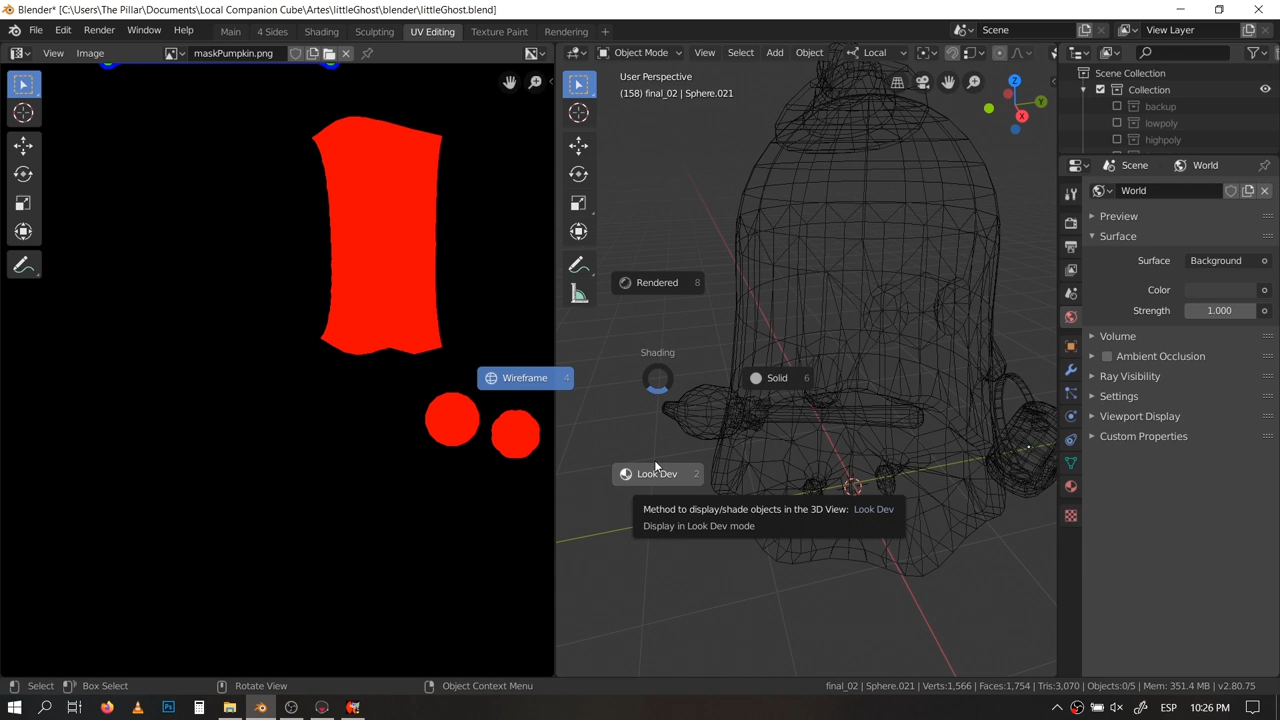 Blender* [C:\Users\The Pillar\Documents\Local Companion Cube\Artes\littleGhost\blender\littleGhost.blend]
File Edit Render Window Help Main 4 Sides Shading Sculpting UV Editing Texture Paint Rendering + Scene View Layer
View Image maskPumpkin.png Object Mode View Select Add Object Local
User Perspective
(158) final_02 | Sphere.021
Z
Y
X
Scene Collection
Collection
backup
lowpoly
highpoly
Scene World
World
Preview
Surface
Surface Background
Color
Strength 1.000
Volume
Ambient Occlusion
Ray Visibility
Settings
Viewport Display
Custom Properties
Rendered 8
Shading
Wireframe 4
Solid 6
Look Dev 2
Method to display/shade objects in the 3D View: Look Dev
Display in Look Dev mode
Select Box Select Rotate View Object Context Menu final_02 | Sphere.021 | Verts:1,566 | Faces:1,754 | Tris:3,070 | Objects:0/5 | Mem: 351.4 MB | v2.80.75
Ps ESP 10:26 PM